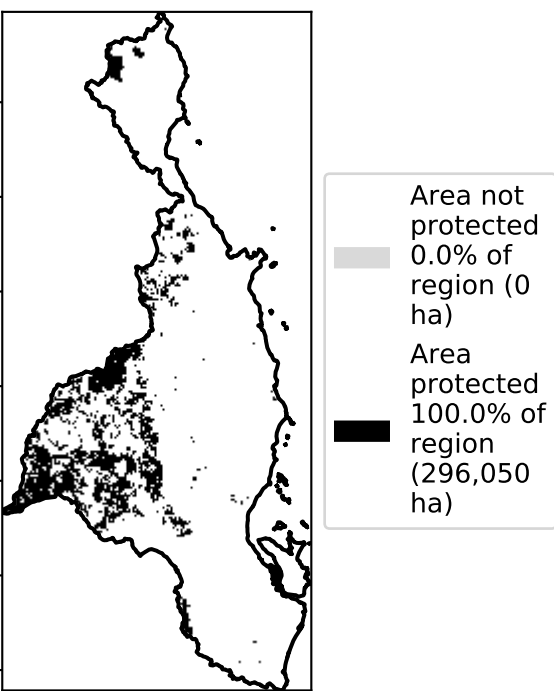 Area not
protected
0.0% of
region (0
ha)
Area
protected
100.0% of
region
(296,050
ha)